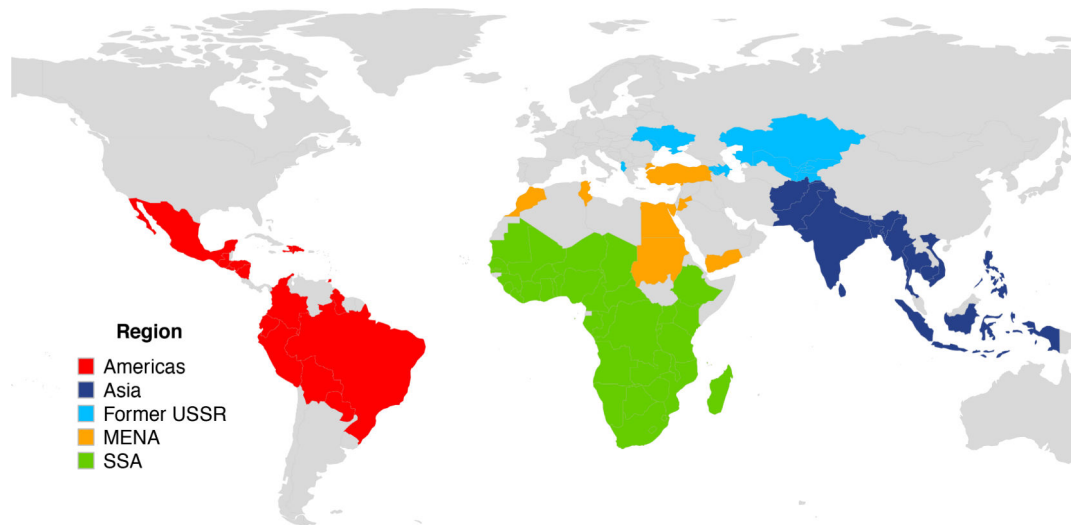 Region
Americas
Asia
Former USSR
MENA
SSA